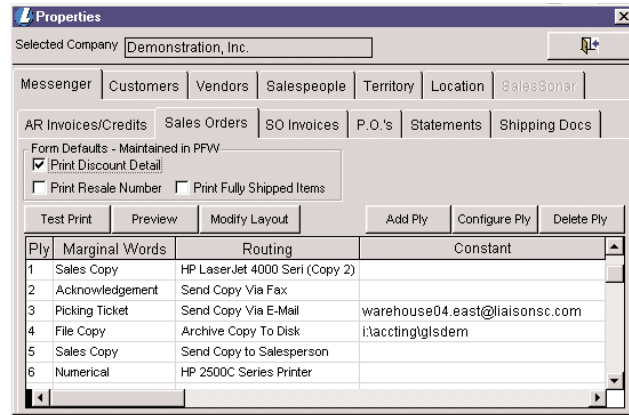 Properties
Selected Company Demonstration, Inc.
Messenger Customers Vendors Salespeople Territory Location SalesSonar
AR Invoices/Credits Sales Orders SO Invoices P.O.'s Statements Shipping Docs
Form Defaults - Maintained in PFW
Print Discount Detail
Print Resale Number Print Fully Shipped Items
Test Print Preview Modify Layout Add Ply Configure Ply Delete Ply
Ply Marginal Words Routing Constant
1 Sales Copy HP LaserJet 4000 Seri (Copy 2)
2 Acknowledgement Send Copy Via Fax
3 Picking Ticket Send Copy Via E-Mail warehouse04.east@liaisonsc.com
4 File Copy Archive Copy To Disk i:\accting\glsdem
5 Sales Copy Send Copy to Salesperson
6 Numerical HP 2500C Series Printer